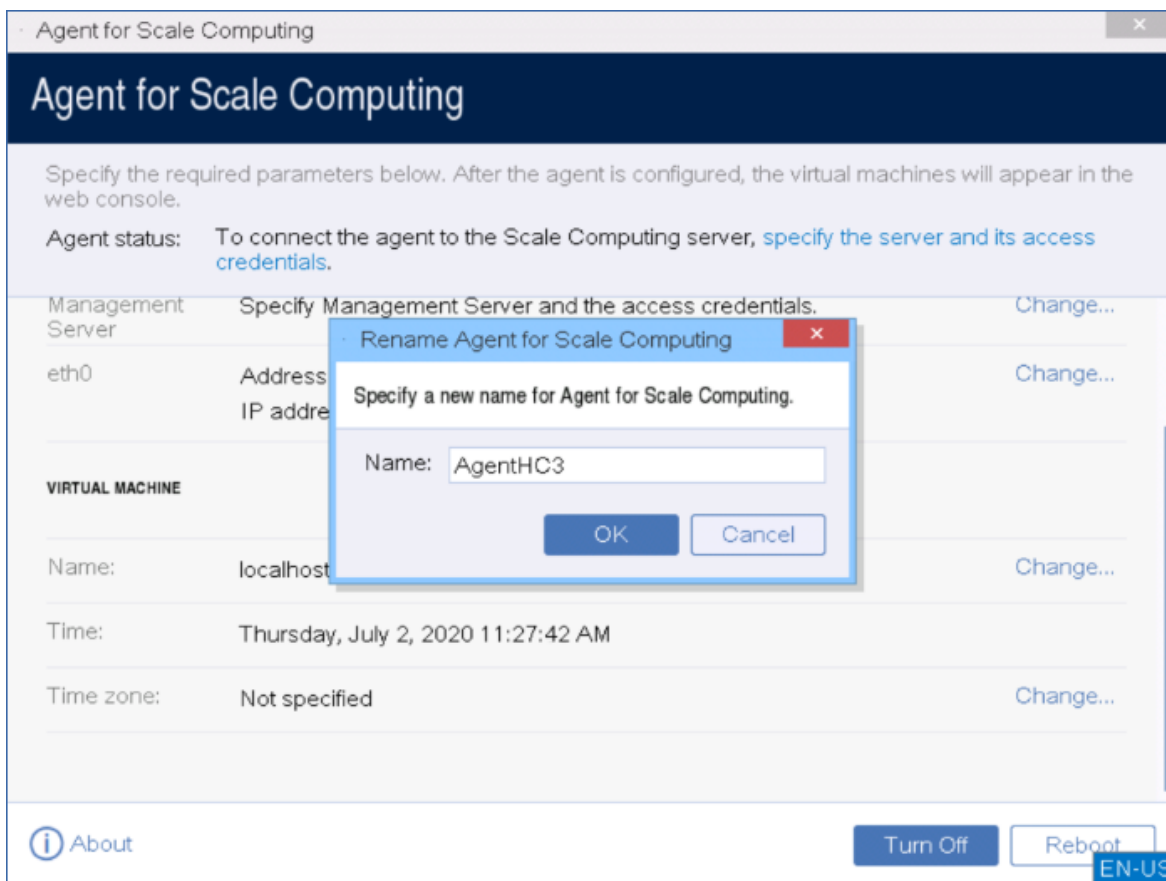 Agent for Scale Computing
Agent for Scale Computing
Specify the required parameters below. After the agent is configured, the virtual machines will appear in the
web console.
Agent status: To connect the agent to the Scale Computing server, specify the server and its access
credentials.
Management Server Specify Management Server and the access credentials. Change...
Rename Agent for Scale Computing
eth0 Address Change...
IP addre
Specify a new name for Agent for Scale Computing.
Name: AgentHC3
OK Cancel
VIRTUAL MACHINE
Name: localhost Change...
Time: Thursday, July 2, 2020 11:27:42 AM
Time zone: Not specified Change...
About Turn Off Reboot
EN-US